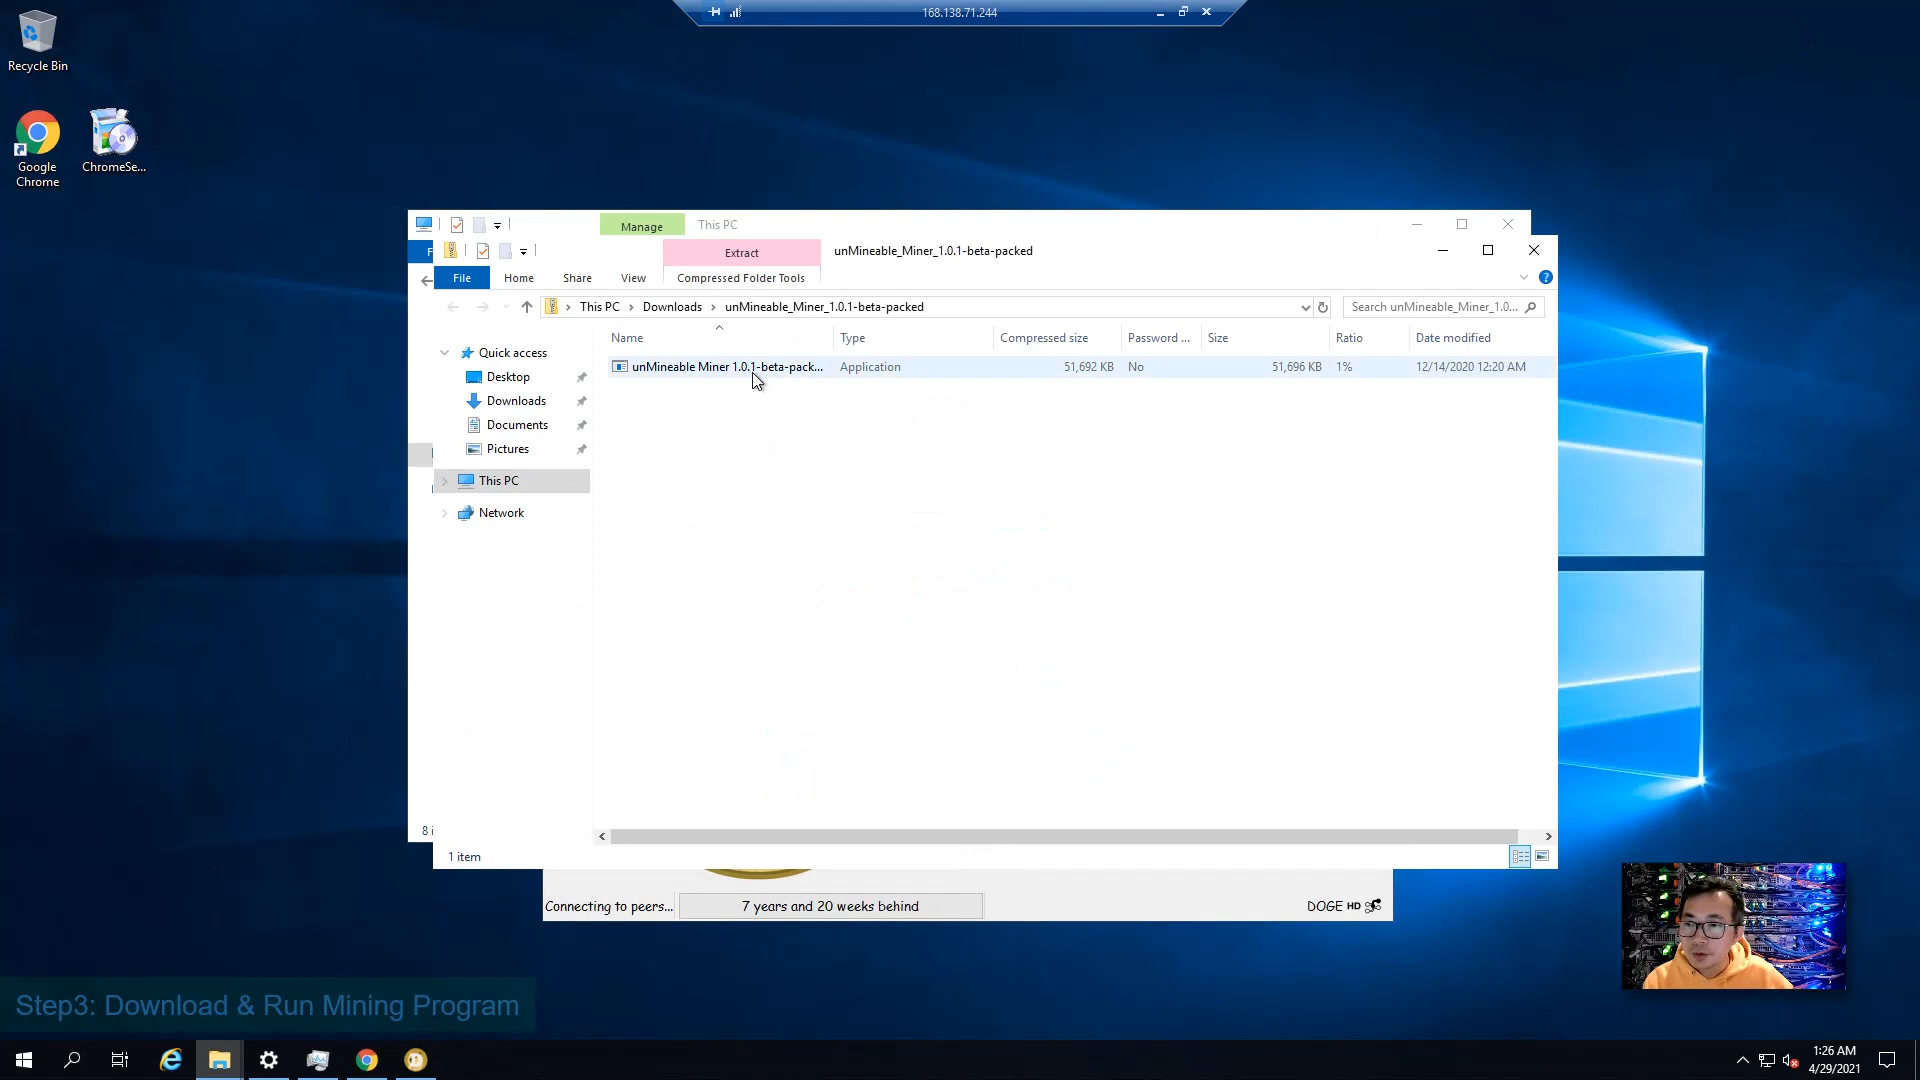 168.138.71.244
Recycle Bin
Google
Chrome
ChromeSe...
Manage
This PC
F
Extract
unMineable_Miner_1.0.1-beta-packed
File
Home
Share
View
Compressed Folder Tools
This PC
Downloads
unMineable_Miner_1.0.1-beta-packed
Search unMineable_Miner_1.0...
Name
Type
Compressed size
Password ...
Size
Ratio
Date modified
unMineable Miner 1.0.1-beta-pack...
Application
51,692 KB
No
51,696 KB
1%
12/14/2020 12:20 AM
Quick access
Desktop
Downloads
Documents
Pictures
This PC
Network
8 i
1 item
Connecting to peers...
7 years and 20 weeks behind
DOGE HD
Step3: Download & Run Mining Program
1:26 AM
4/29/2021